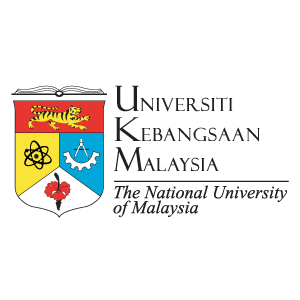 UNIVERSITI
KEBANGSAAN
MALAYSIA
The National University
of Malaysia